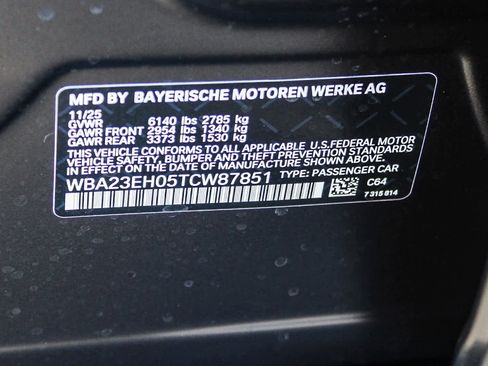 MFD BY BAYERISCHE MOTOREN WERKE AG
11/25
GVWR 6140 lbs 2785 kg
GAWR FRONT 2954 lbs 1340 kg
GAWR REAR 3373 lbs 1530 kg
THIS VEHICLE CONFORMS TO ALL APPLICABLE U.S.FEDERAL MOTOR
VEHICLE SAFETY, BUMPER AND THEFT PREVENTION STANDARDS
IN EFFECT ON THE DATE OF MANUFACTURE SHOWN ABOVE.
WBA23EH05TCW87851 TYPE: PASSENGER CAR
C64
7315814